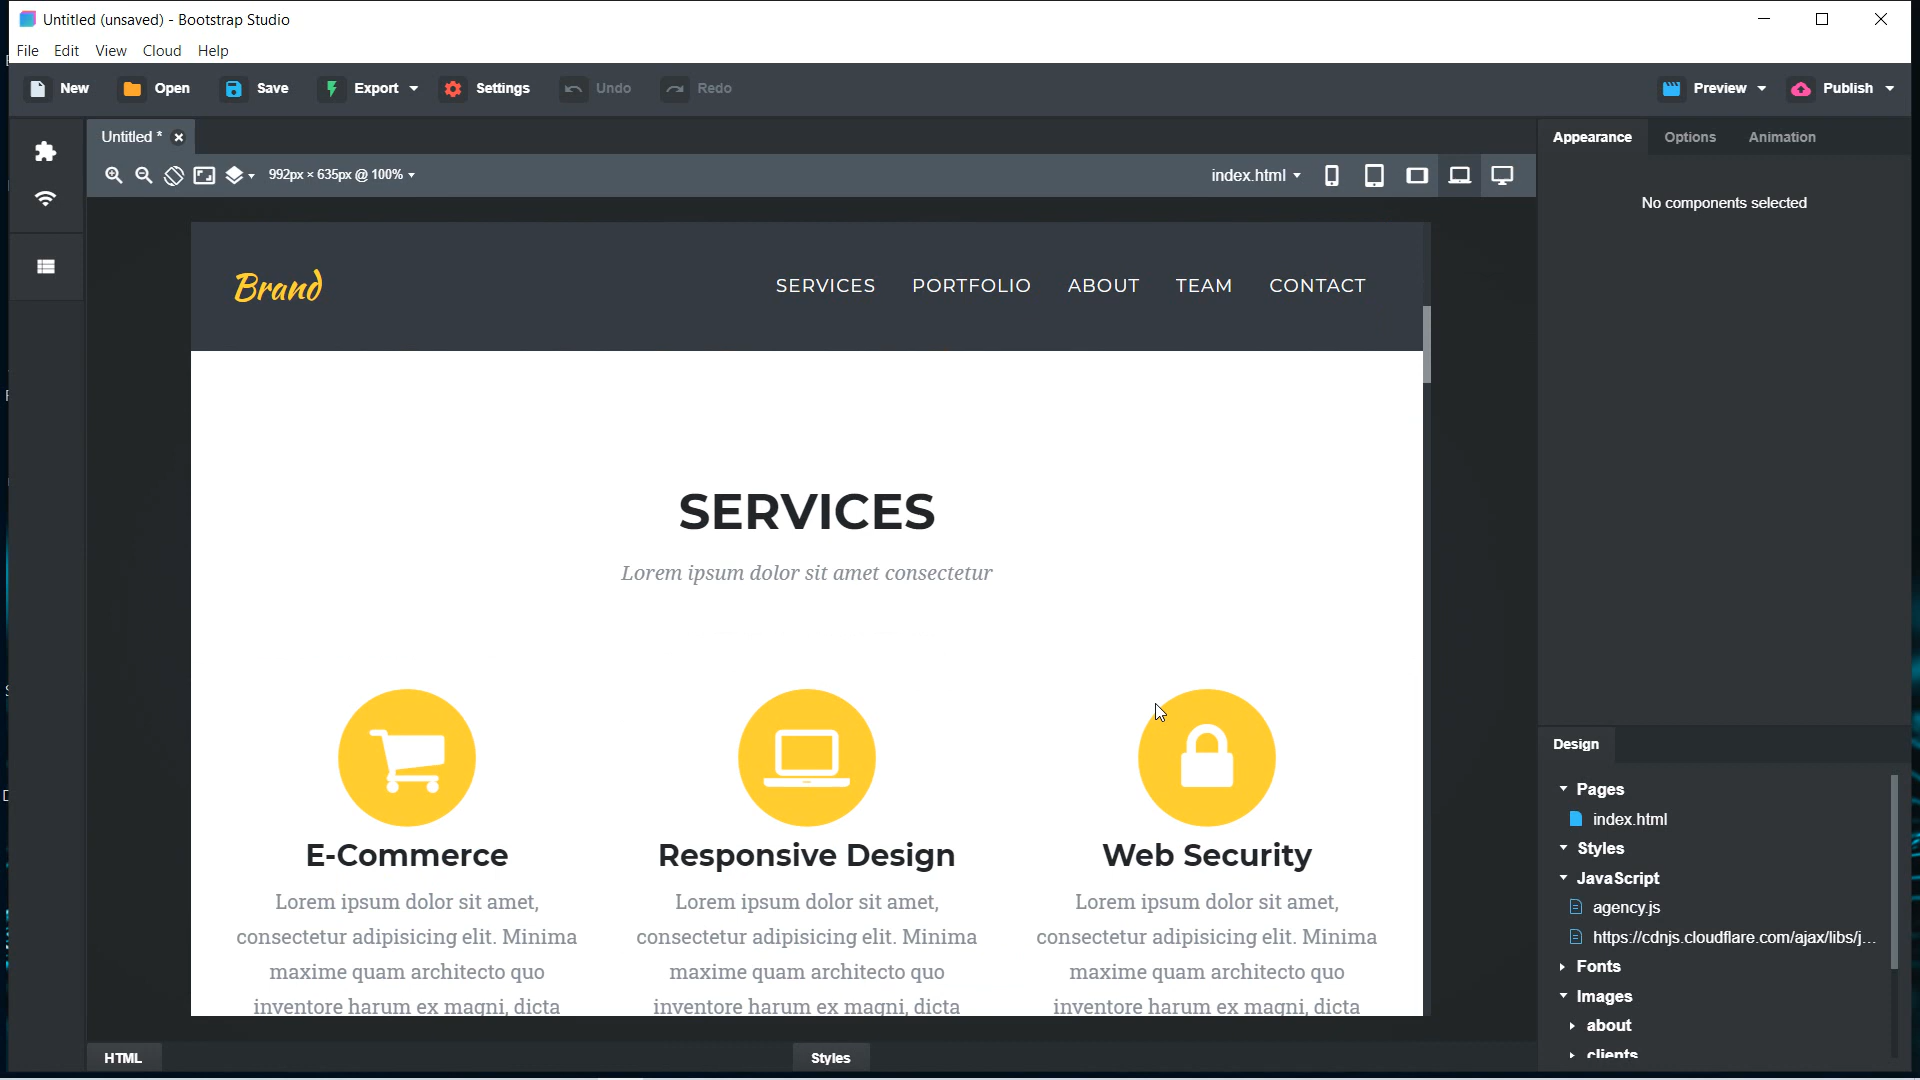 Untitled (unsaved) - Bootstrap Studio
File Edit View Cloud Help
New Open Save Export Settings Undo Redo Preview Publish
Untitled *
Appearance Options Animation
992px × 635px @ 100%
index.html
No components selected
Brand
SERVICES PORTFOLIO ABOUT TEAM CONTACT
SERVICES
Lorem ipsum dolor sit amet consectetur
E-Commerce
Lorem ipsum dolor sit amet,
consectetur adipisicing elit. Minima
maxime quam architecto quo
inventore harum ex magni, dicta
Responsive Design
Lorem ipsum dolor sit amet,
consectetur adipisicing elit. Minima
maxime quam architecto quo
inventore harum ex magni, dicta
Web Security
Lorem ipsum dolor sit amet,
consectetur adipisicing elit. Minima
maxime quam architecto quo
inventore harum ex magni, dicta
Design
Pages
index.html
Styles
JavaScript
agency.js
https://cdnjs.cloudflare.com/ajax/libs/j...
Fonts
Images
about
clients
HTML
Styles